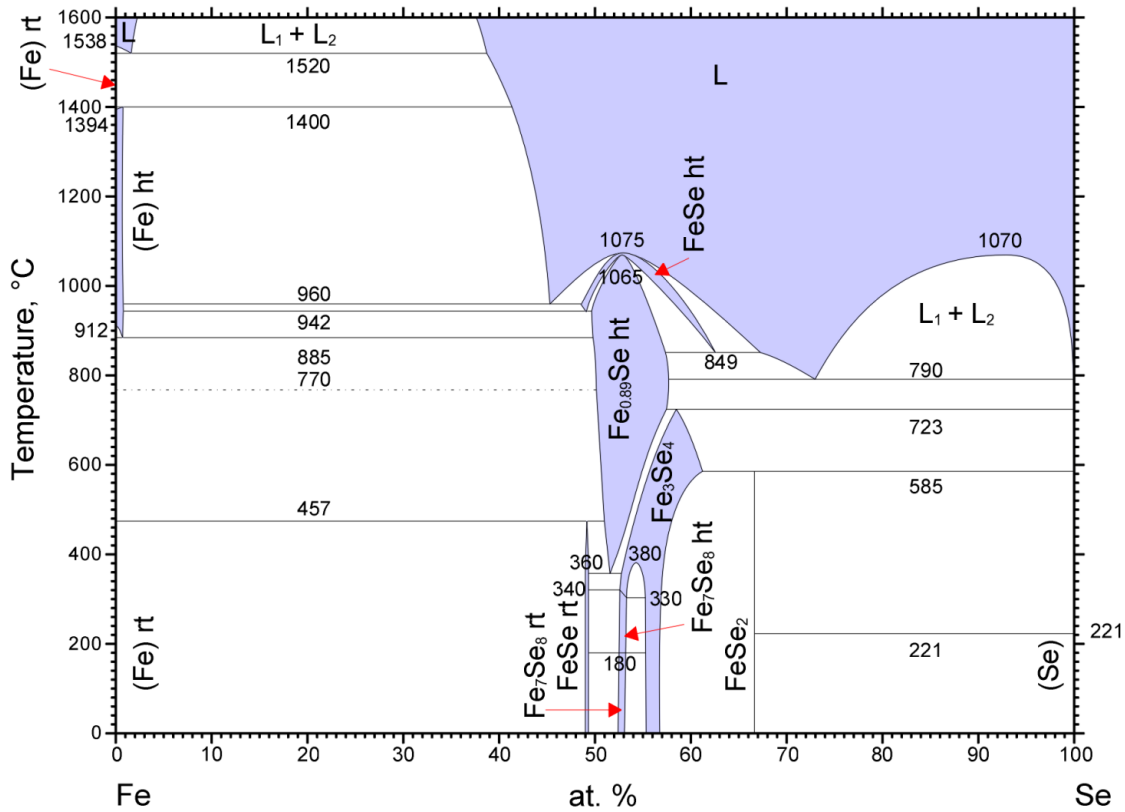 1600
1538
1400
1394
1200
1000
912
800
600
400
200
0
Temperature, °C
(Fe) rt
L
L₁ + L₂
1520
1400
(Fe) ht
960
942
885
770
457
(Fe) rt
L
FeSe ht
1075
1065
1070
L₁ + L₂
849
790
Fe₀.₈₉Se ht
723
Fe₃Se₄
585
360
380
340
330
Fe₇Se₈ ht
Fe₇Se₈ rt
FeSe rt
180
FeSe₂
221
221
(Se)
0 10 20 30 40 50 60 70 80 90 100
Fe
at. %
Se